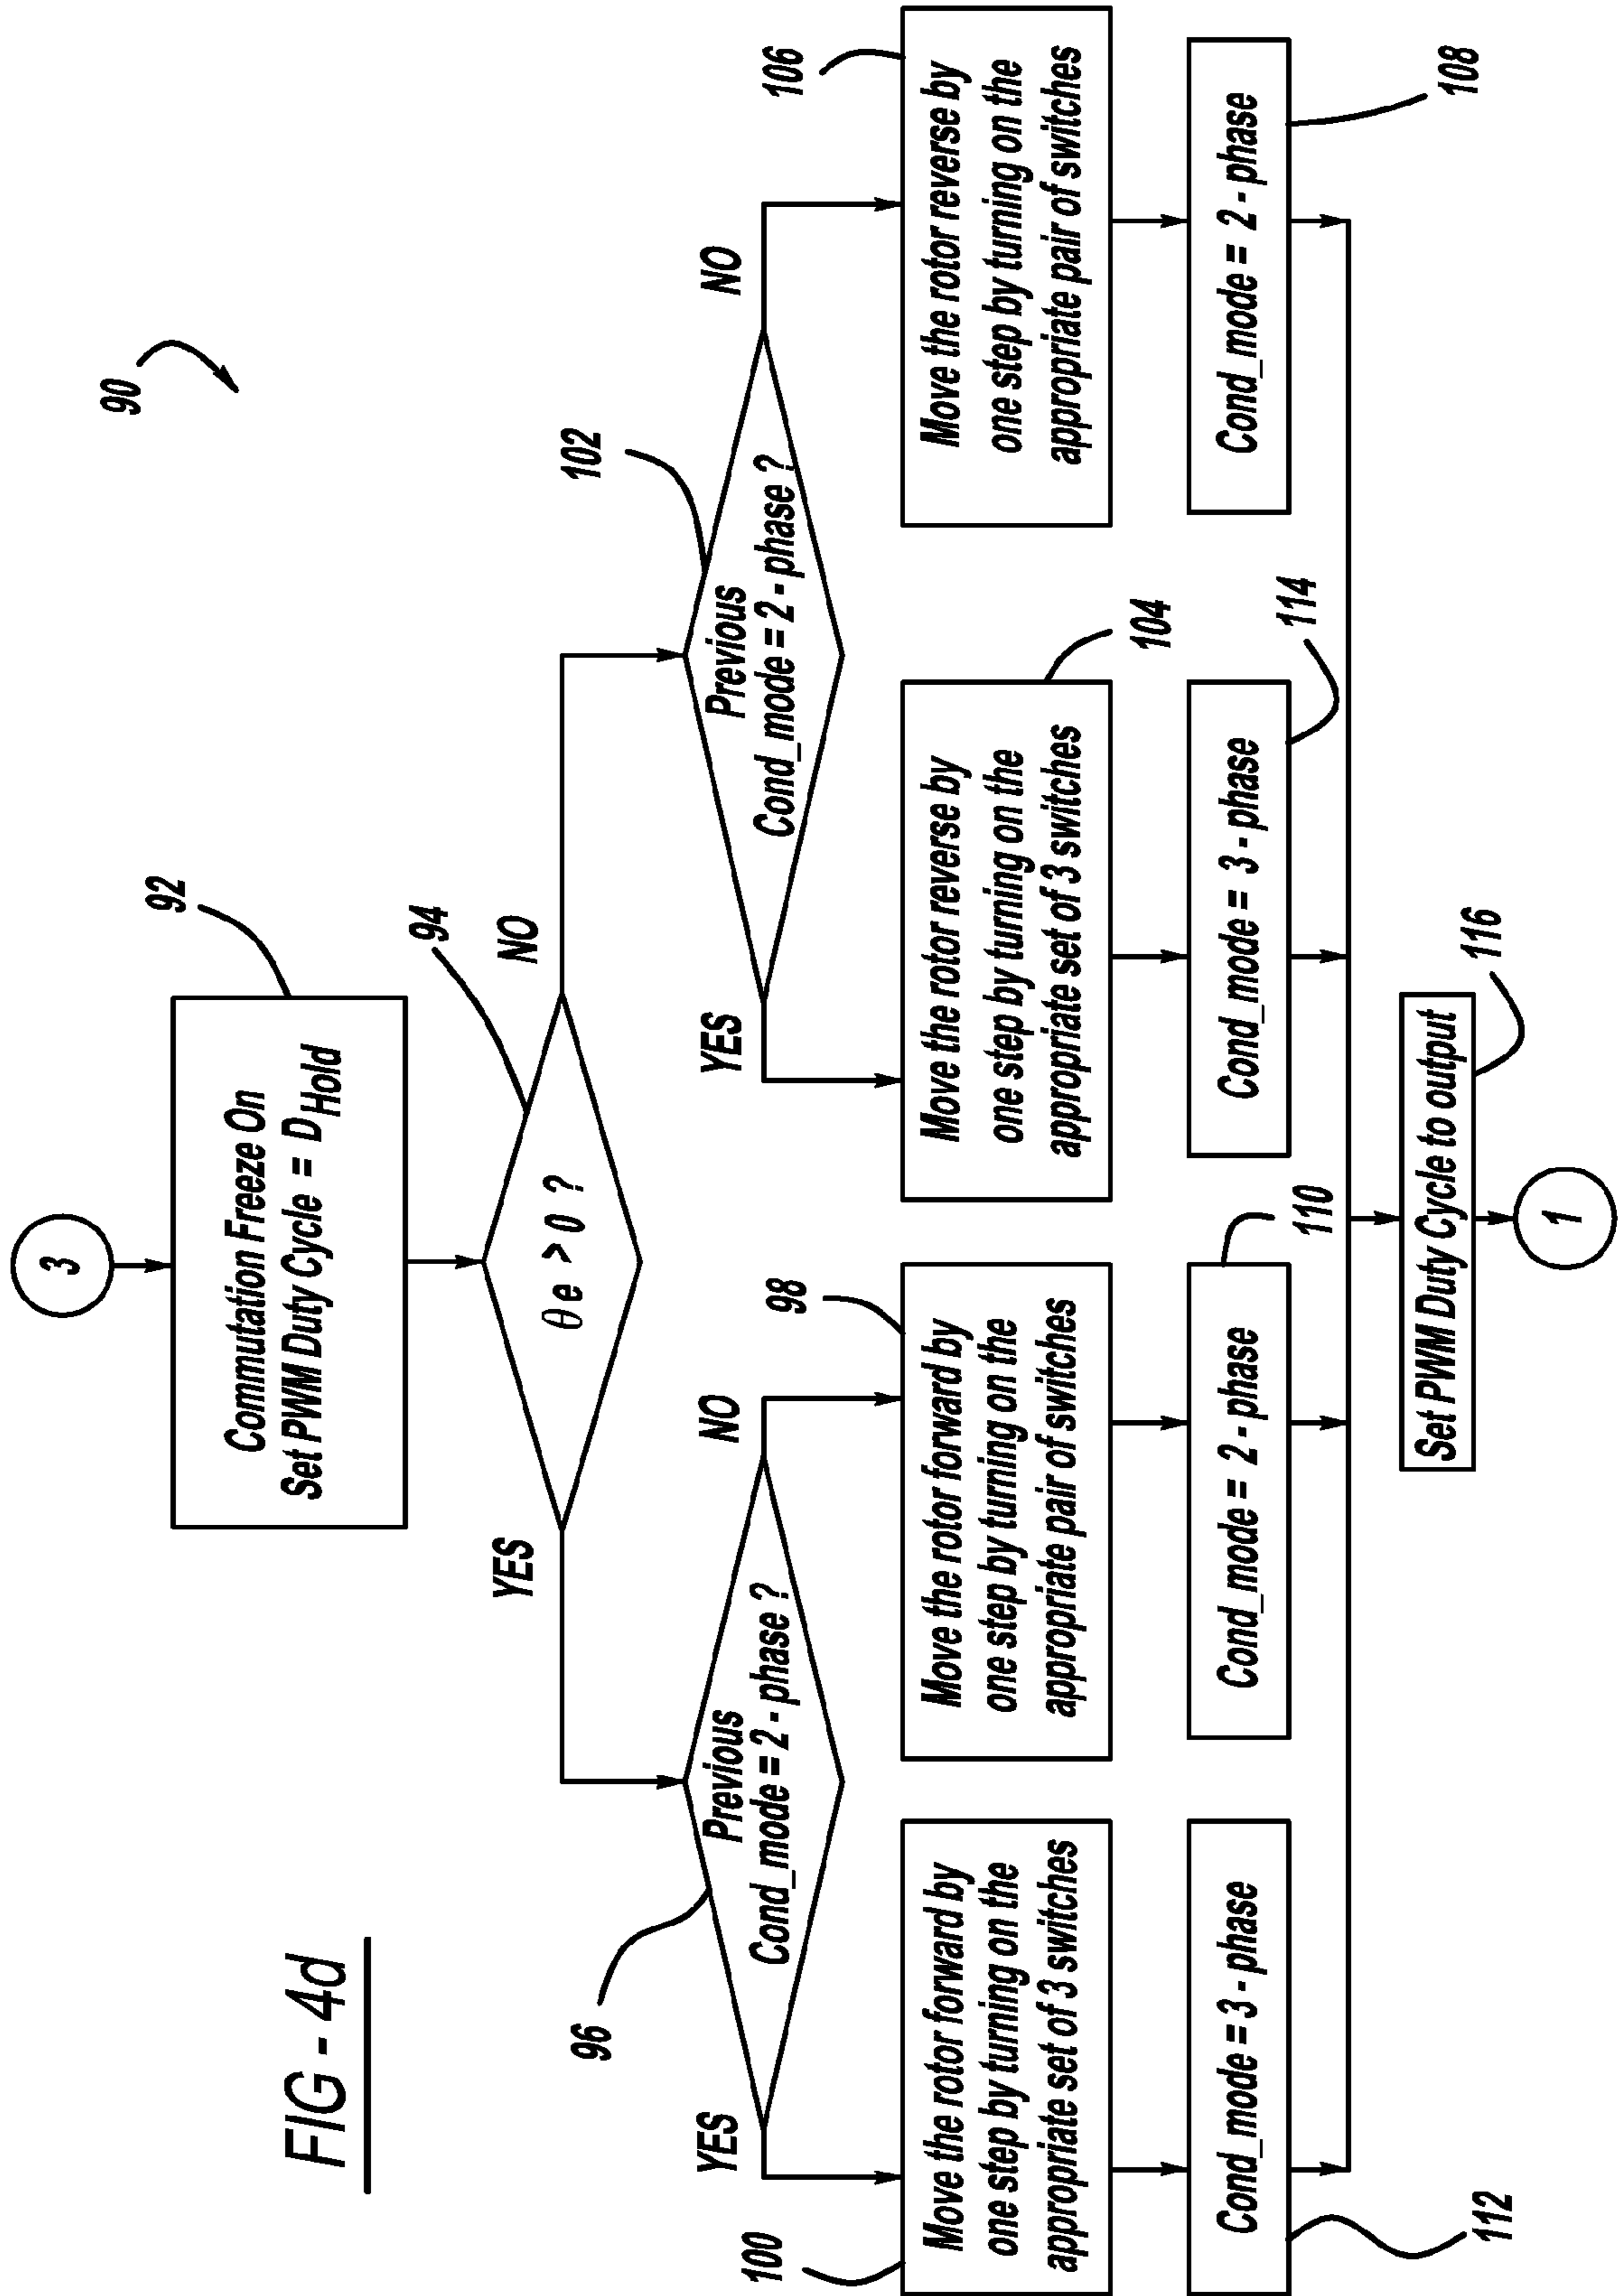 FIG - 4d
90
3
Commutation Freeze On
Set PWM Duty Cycle = D Hold
92
θ e > 0 ?
94
YES
NO
Previous
Cond_mode = 2 - phase ?
96
YES
NO
Previous
Cond_mode = 2 - phase ?
102
YES
NO
Move the rotor forward by
one step by turning on the
appropriate set of 3 switches
100
Move the rotor forward by
one step by turning on the
appropriate pair of switches
98
Move the rotor reverse by
one step by turning on the
appropriate set of 3 switches
104
Move the rotor reverse by
one step by turning on the
appropriate pair of switches
106
Cond_mode = 3 - phase
112
Cond_mode = 2 - phase
110
Cond_mode = 3 - phase
114
Cond_mode = 2 - phase
108
Set PWM Duty Cycle to output
116
1